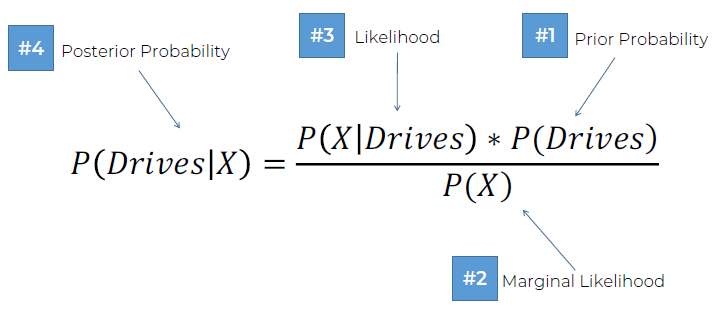 #4 Posterior Probability
#3 Likelihood
#1 Prior Probability
P(Drives|X) = P(X|Drives) * P(Drives)
P(X)
#2 Marginal Likelihood